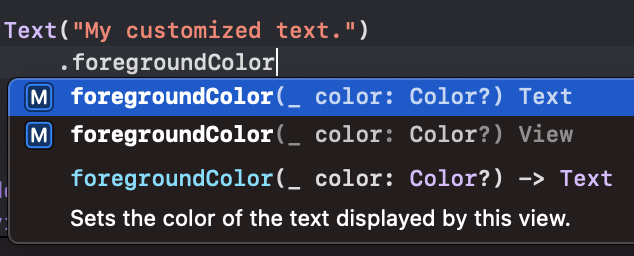 Text("My customized text.")
.foregroundColor
M foregroundColor(_ color: Color?) Text
M foregroundColor(_ color: Color?) View
foregroundColor(_ color: Color?) -> Text
Sets the color of the text displayed by this view.